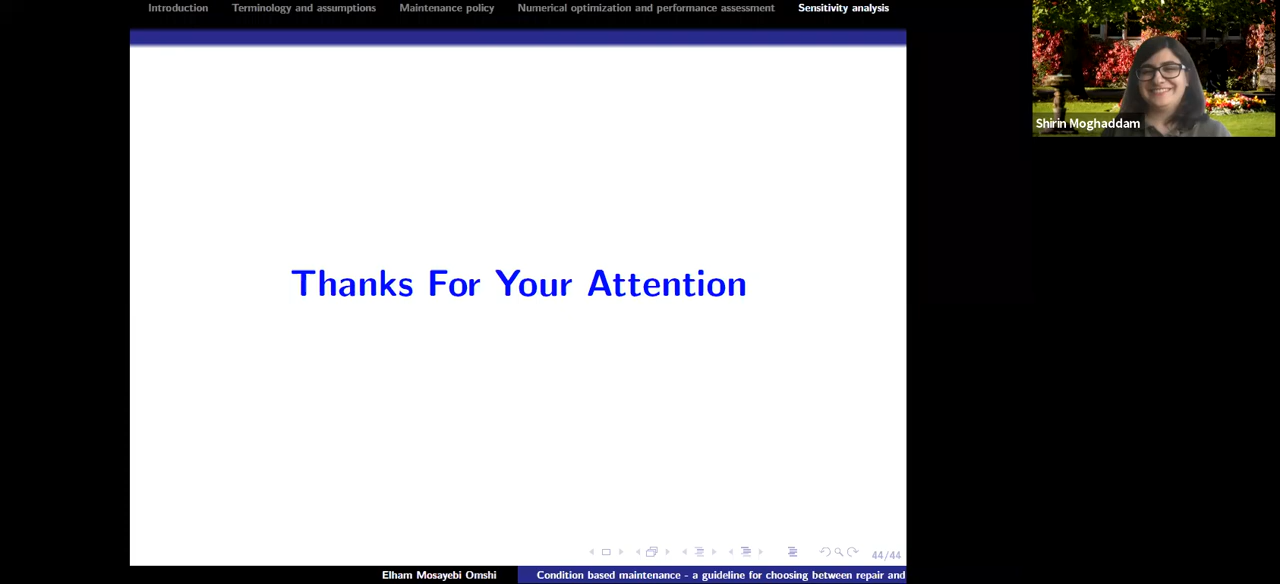 Introduction Terminology and assumptions Maintenance policy Numerical optimization and performance assessment Sensitivity analysis
Shirin Moghaddam
Thanks For Your Attention
44/44
Elham Mosayebi Omshi Condition based maintenance - a guideline for choosing between repair and